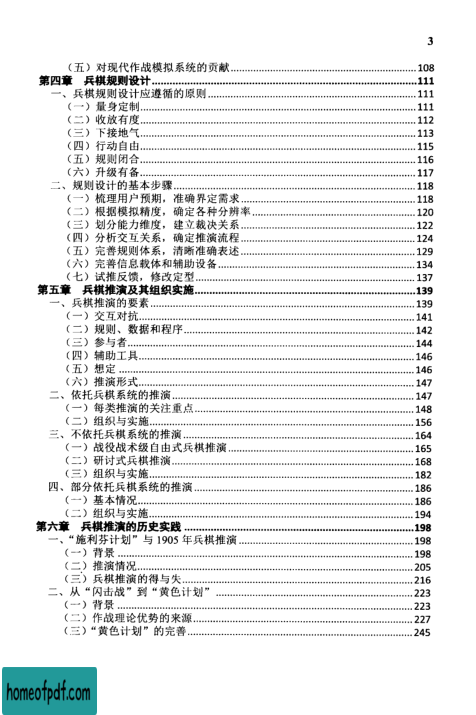 3
（五）对现代作战模拟系统的贡献 108
第四章 兵棋规则设计 111
一、兵棋规则设计应遵循的原则 111
（一）量身定制 111
（二）收放有度 112
（三）下接地气 113
（四）行动自由 115
（五）规则闭合 116
（六）升级有备 117
二、规则设计的基本步骤 118
（一）梳理用户预期，准确界定需求 118
（二）根据模拟精度，确定各种分辨率 120
（三）划分能力维度，建立裁决关系 122
（四）分析交互关系，确定推演流程 124
（五）完善规则体系，清晰准确表述 129
（六）完善信息载体和辅助设备 134
（七）试推反馈，修改定型 137
第五章 兵棋推演及其组织实施 139
一、兵棋推演的要素 139
（一）交互对抗 141
（二）规则、数据和程序 142
（三）参与者 144
（四）辅助工具 146
（五）想定 146
（六）推演形式 147
二、依托兵棋系统的推演 147
（一）每类推演的关注重点 148
（二）组织与实施 156
三、不依托兵棋系统的推演 164
（一）战役战术级自由式兵棋推演 165
（二）研讨式兵棋推演 168
（三）组织与实施 182
四、部分依托兵棋系统的推演 186
（一）基本情况 186
（二）组织与实施 194
第六章 兵棋推演的历史实践 198
一、“施利芬计划”与 1905 年兵棋推演 198
（一）背景 198
（二）推演情况 205
（三）兵棋推演的得与失 216
二、从“闪击战”到“黄色计划” 223
（一）背景 223
（二）作战理论优势的来源 227
（三）“黄色计划”的完善 245
homeofpdf.com